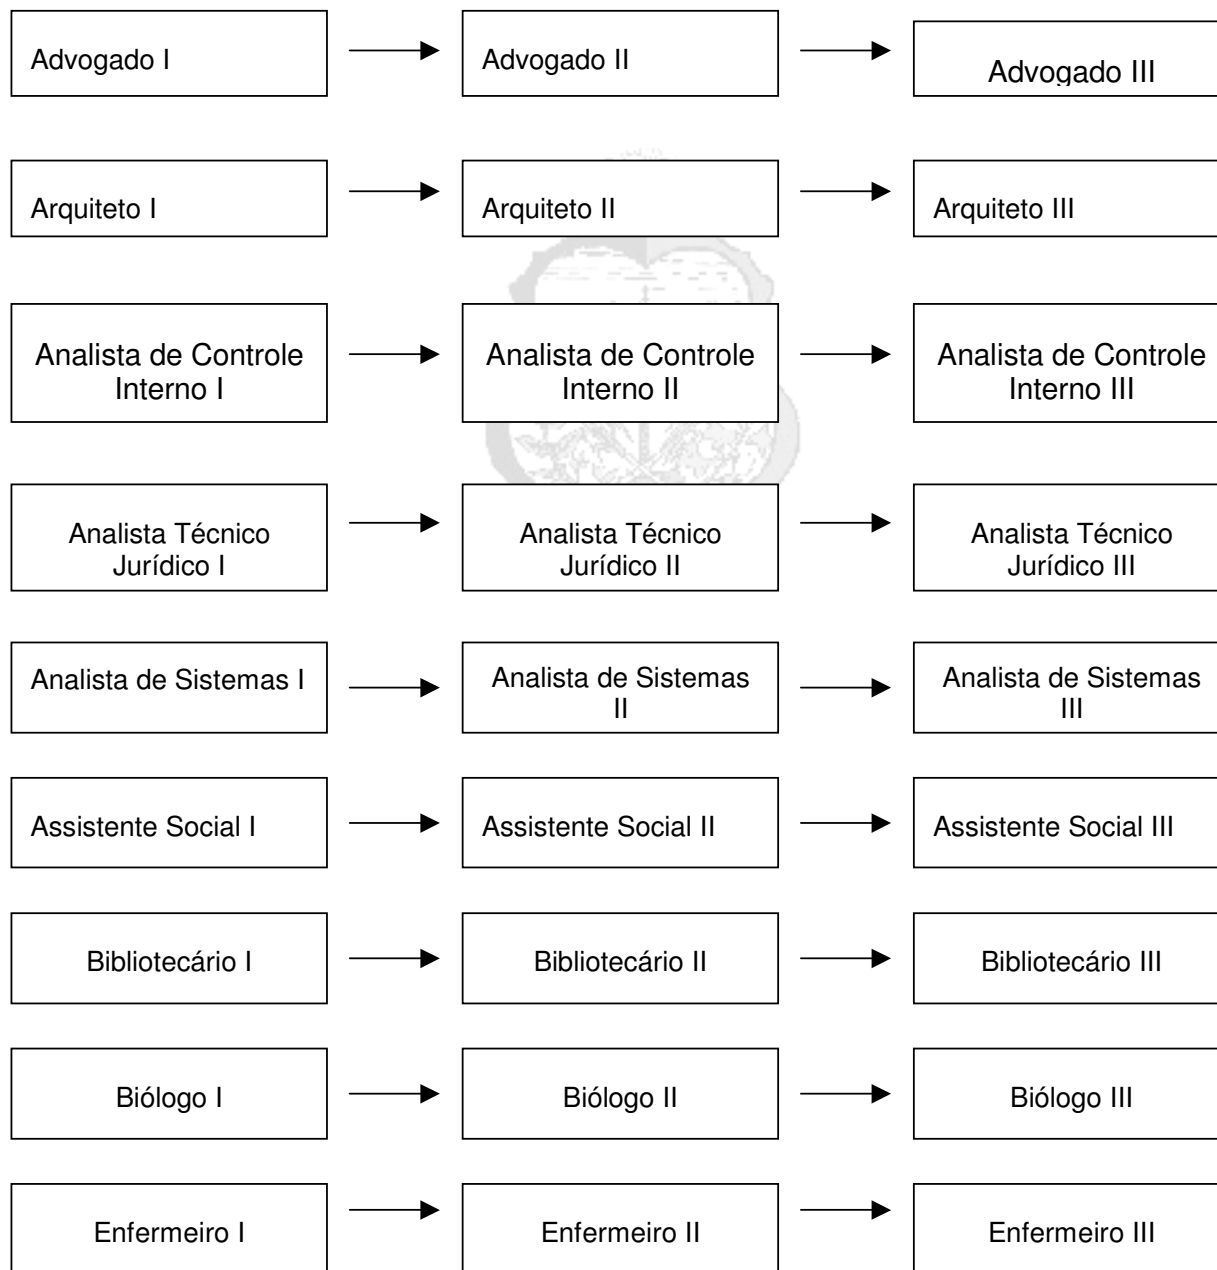 Advogado I
Advogado II
Advogado III
Arquiteto I
Arquiteto II
Arquiteto III
Analista de Controle
Interno I
Analista de Controle
Interno II
Analista de Controle
Interno III
Analista Técnico
Jurídico I
Analista Técnico
Jurídico II
Analista Técnico
Jurídico III
Analista de Sistemas I
Analista de Sistemas
II
Analista de Sistemas
III
Assistente Social I
Assistente Social II
Assistente Social III
Bibliotecário I
Bibliotecário II
Bibliotecário III
Biólogo I
Biólogo II
Biólogo III
Enfermeiro I
Enfermeiro II
Enfermeiro III